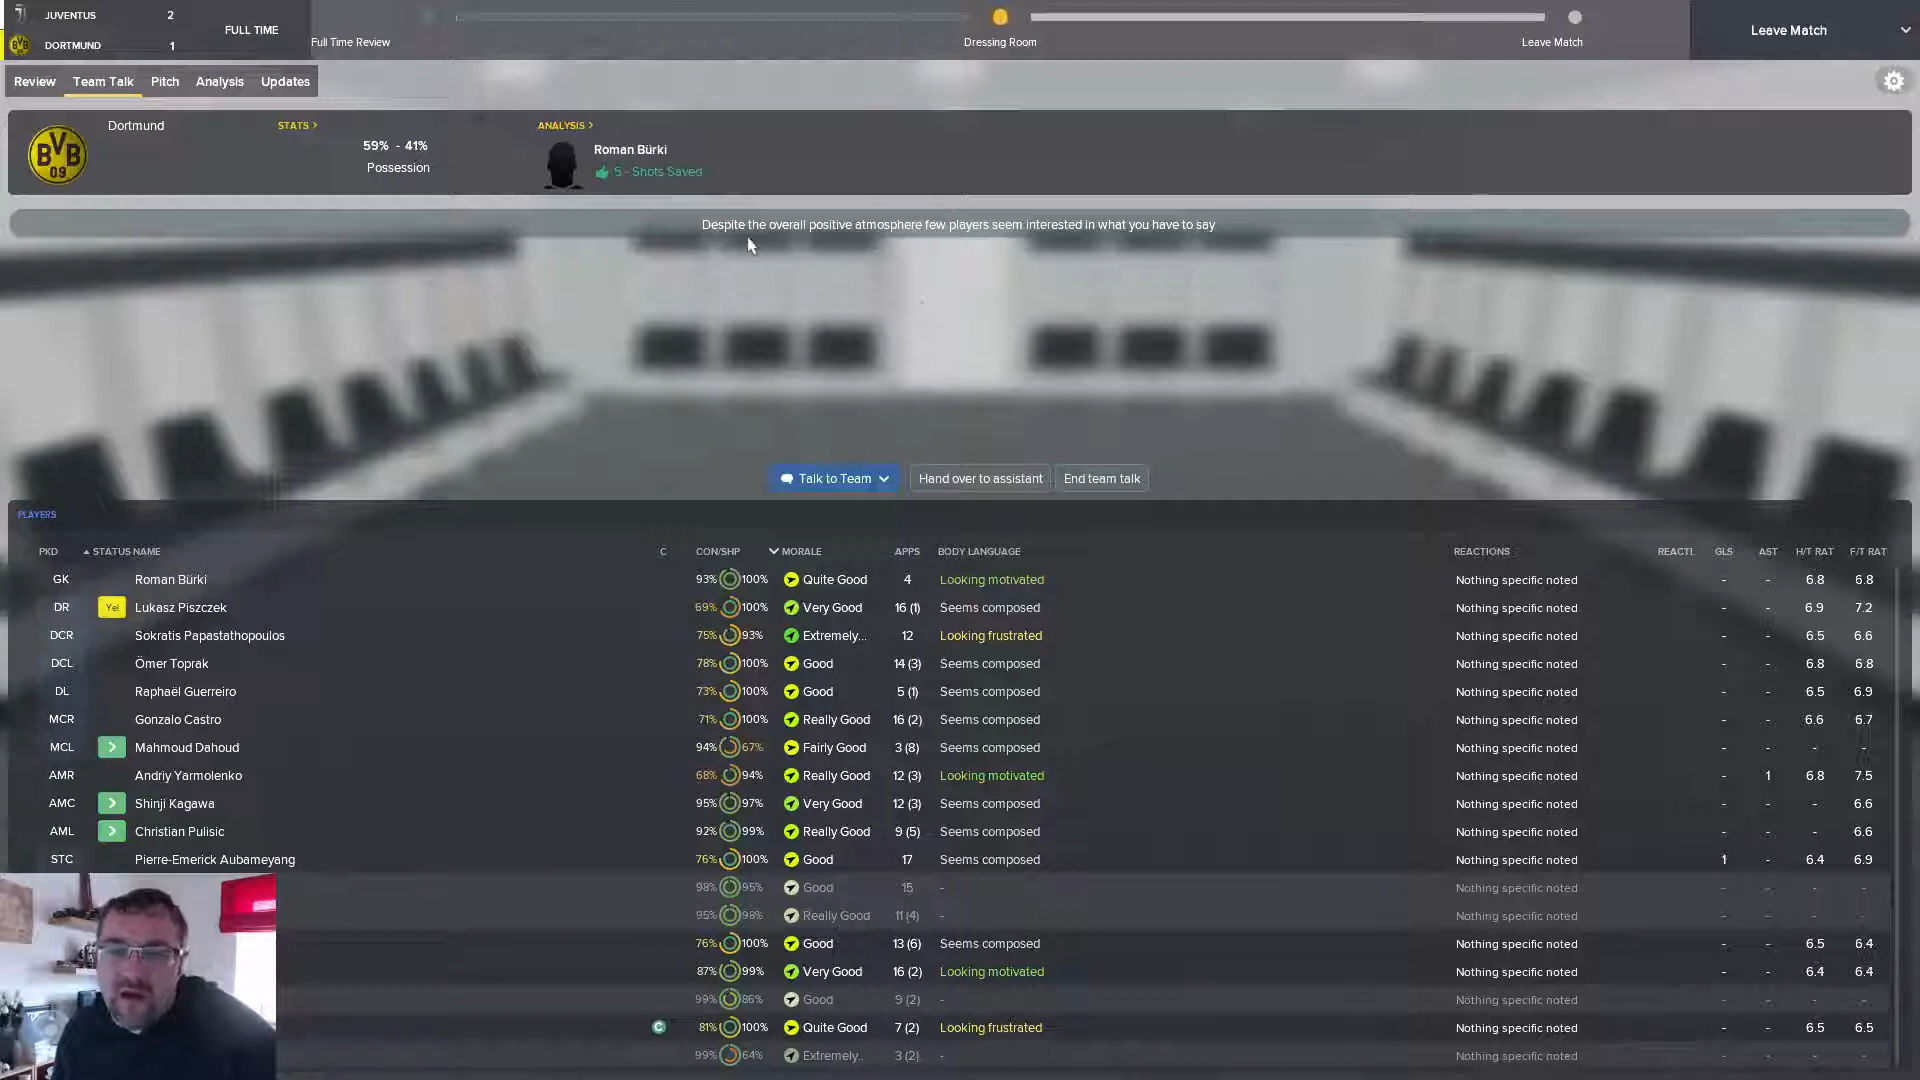 JUVENTUS 2
DORTMUND 1
FULL TIME
Full Time Review
Dressing Room
Leave Match
Leave Match
Review Team Talk Pitch Analysis Updates
BVB 09
Dortmund
STATS >
59% - 41%
Possession
ANALYSIS >
Roman Bürki
5 - Shots Saved
Despite the overall positive atmosphere few players seem interested in what you have to say
Talk to Team Hand over to assistant End team talk
PLAYERS
PKD STATUS NAME C CON/SHP MORALE APPS BODY LANGUAGE REACTIONS REACTI.. GLS AST H/T RAT F/T RAT
GK Roman Bürki 93% 100% Quite Good 4 Looking motivated Nothing specific noted - - 6.8 6.8
DR Yel Lukasz Piszczek 69% 100% Very Good 16 (1) Seems composed Nothing specific noted - - 6.9 7.2
DCR Sokratis Papastathopoulos 75% 93% Extremely... 12 Looking frustrated Nothing specific noted - - 6.5 6.6
DCL Ömer Toprak 78% 100% Good 14 (3) Seems composed Nothing specific noted - - 6.8 6.8
DL Raphaël Guerreiro 73% 100% Good 5 (1) Seems composed Nothing specific noted - - 6.5 6.9
MCR Gonzalo Castro 71% 100% Really Good 16 (2) Seems composed Nothing specific noted - - 6.6 6.7
MCL Mahmoud Dahoud 94% 67% Fairly Good 3 (8) Seems composed Nothing specific noted - - - -
AMR Andriy Yarmolenko 68% 94% Really Good 12 (3) Looking motivated Nothing specific noted - 1 6.8 7.5
AMC Shinji Kagawa 95% 97% Very Good 12 (3) Seems composed Nothing specific noted - - - 6.6
AML Christian Pulisic 92% 99% Really Good 9 (5) Seems composed Nothing specific noted - - - 6.6
STC Pierre-Emerick Aubameyang 76% 100% Good 17 Seems composed Nothing specific noted 1 - 6.4 6.9
98% 95% Good 15 - Nothing specific noted - - - -
95% 98% Really Good 11 (4) - Nothing specific noted - - - -
76% 100% Good 13 (6) Seems composed Nothing specific noted - - 6.5 6.4
87% 99% Very Good 16 (2) Looking motivated Nothing specific noted - - 6.4 6.4
99% 86% Good 9 (2) - Nothing specific noted - - - -
C 81% 100% Quite Good 7 (2) Looking frustrated Nothing specific noted - - 6.5 6.5
99% 64% Extremely... 3 (2) - Nothing specific noted - - - -